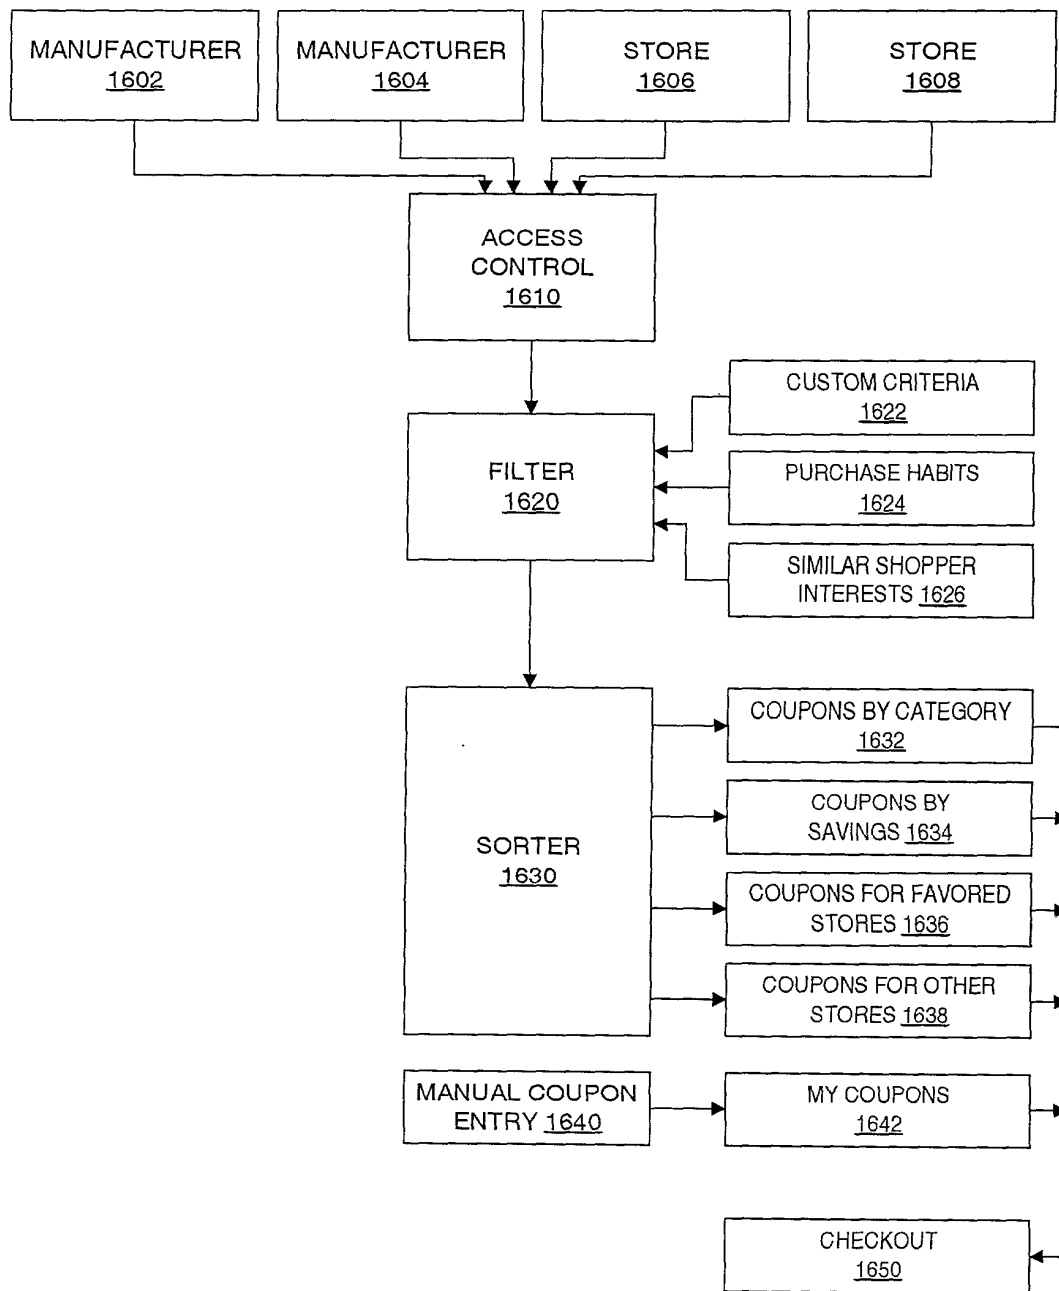 MANUFACTURER
1602
MANUFACTURER
1604
STORE
1606
STORE
1608
ACCESS
CONTROL
1610
CUSTOM CRITERIA
1622
FILTER
1620
PURCHASE HABITS
1624
SIMILAR SHOPPER
INTERESTS 1626
COUPONS BY CATEGORY
1632
COUPONS BY
SAVINGS 1634
SORTER
1630
COUPONS FOR FAVORED
STORES 1636
COUPONS FOR OTHER
STORES 1638
MANUAL COUPON
ENTRY 1640
MY COUPONS
1642
CHECKOUT
1650